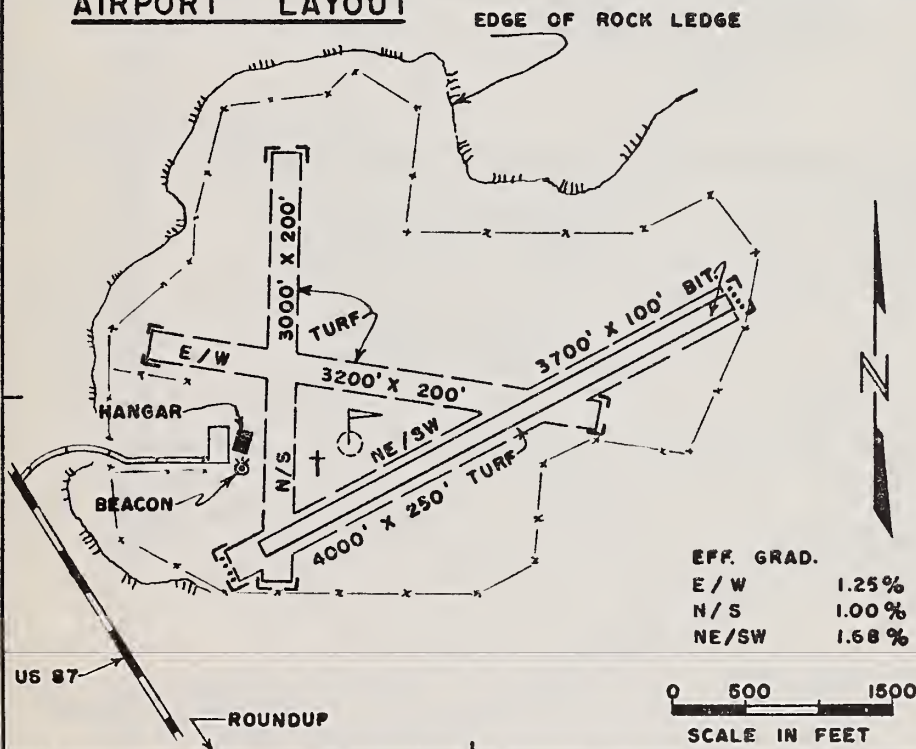 AIRPORT LAYOUT
EDGE OF ROCK LEDGE
3000' X 200'
TURF
E/W
3200' X 200'
3700' X 100' BIT.
HANGAR
NE/SW
N/S
BEACON
4000' X 250' TURF
N
EFF. GRAD.
E/W 1.25%
N/S 1.00%
NE/SW 1.68%
US 87
ROUNDUP
0 500 1500
SCALE IN FEET